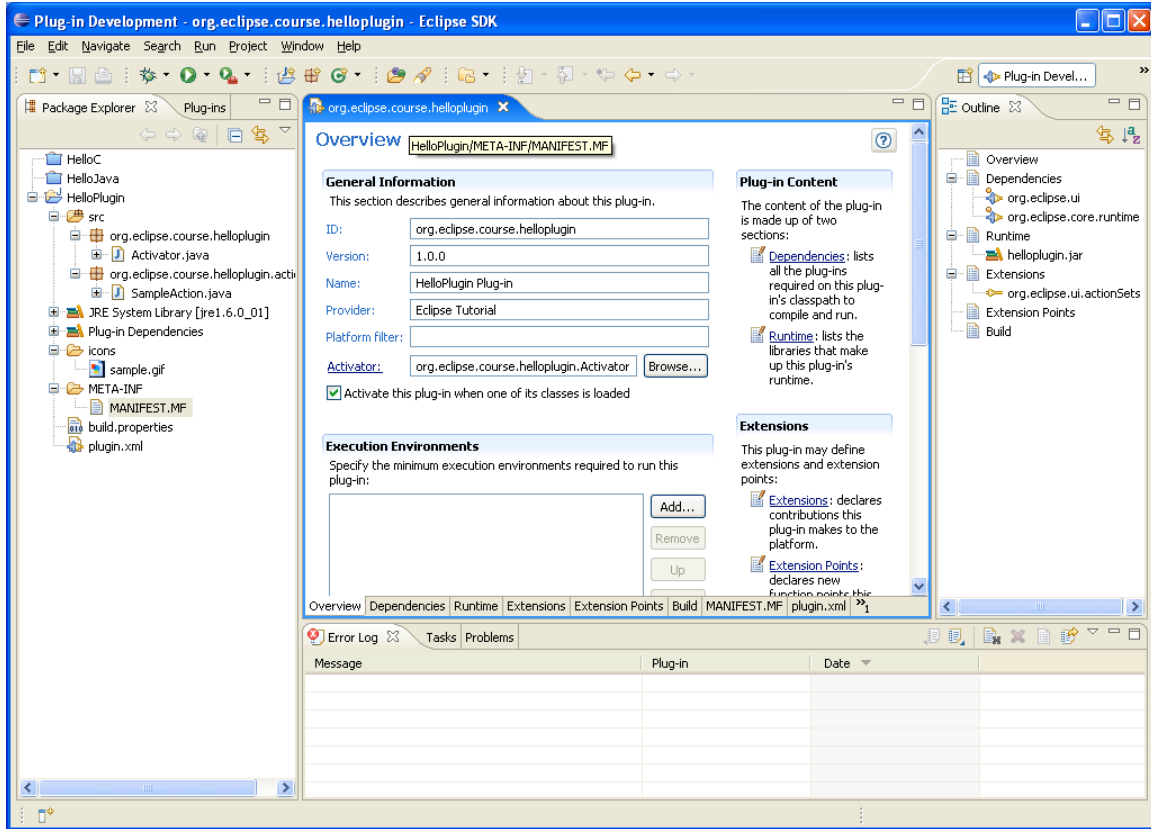 Plug-in Development - org.eclipse.course.helloplugin - Eclipse SDK
File Edit Navigate Search Run Project Window Help
Plug-in Devel... »
Package Explorer Plug-ins
HelloC
HelloJava
HelloPlugin
src
org.eclipse.course.helloplugin
Activator.java
org.eclipse.course.helloplugin.actio
SampleAction.java
JRE System Library [jre1.6.0_01]
Plug-in Dependencies
icons
sample.gif
META-INF
MANIFEST.MF
build.properties
plugin.xml
org.eclipse.course.helloplugin
Overview
HelloPlugin/META-INF/MANIFEST.MF
General Information
This section describes general information about this plug-in.
ID: org.eclipse.course.helloplugin
Version: 1.0.0
Name: HelloPlugin Plug-in
Provider: Eclipse Tutorial
Platform filter:
Activator: org.eclipse.course.helloplugin.Activator Browse...
Activate this plug-in when one of its classes is loaded
Execution Environments
Specify the minimum execution environments required to run this
plug-in:
Add...
Remove
Up
Plug-in Content
The content of the plug-in
is made up of two
sections:
Dependencies: lists
all the plug-ins
required on this plug-
in's classpath to
compile and run.
Runtime: lists the
libraries that make
up this plug-in's
runtime.
Extensions
This plug-in may define
extensions and extension
points:
Extensions: declares
contributions this
plug-in makes to the
platform.
Extension Points:
declares new
function points this
Overview Dependencies Runtime Extensions Extension Points Build MANIFEST.MF plugin.xml »1
Outline
Overview
Dependencies
org.eclipse.ui
org.eclipse.core.runtime
Runtime
helloplugin.jar
Extensions
org.eclipse.ui.actionSets
Extension Points
Build
Error Log Tasks Problems
Message Plug-in Date